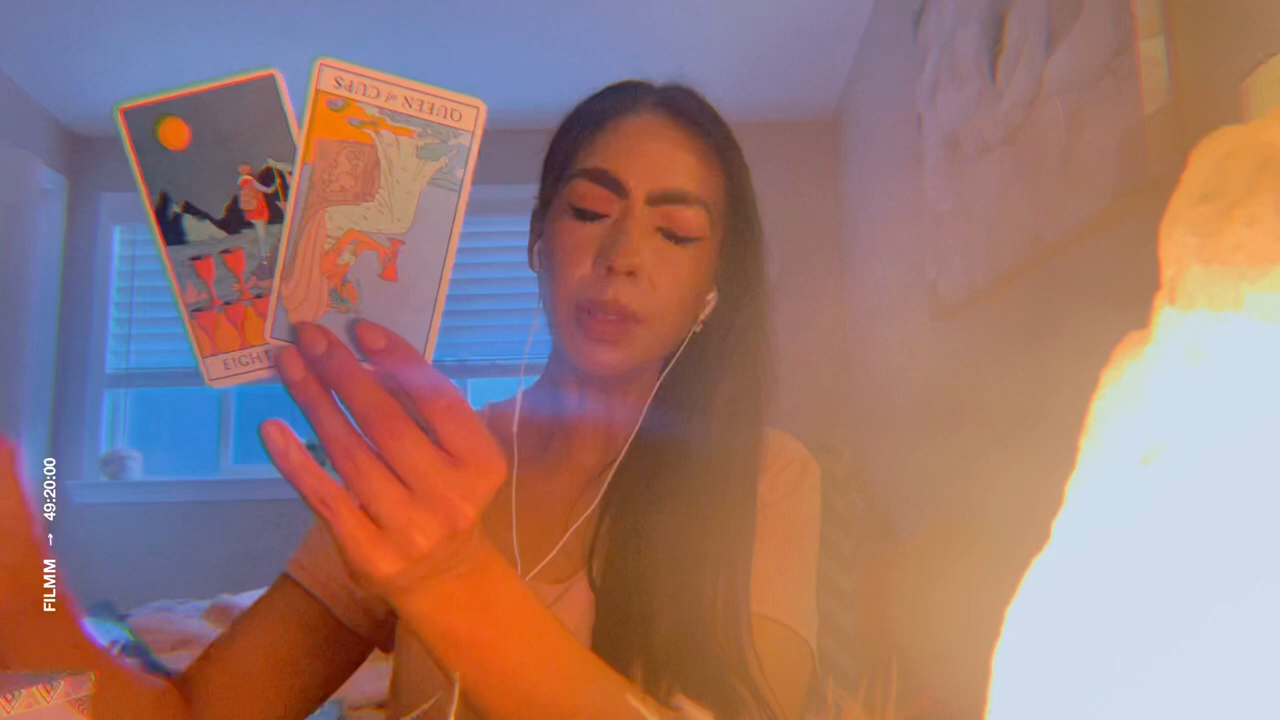 QUEEN of CUPS
EIGHT
FILMM → 49:20:00